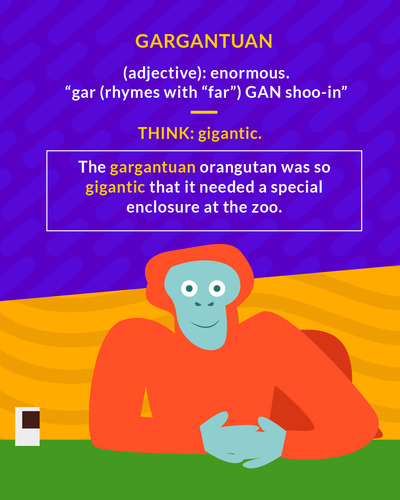 GARGANTUAN
(adjective): enormous.
“gar (rhymes with “far”) GAN shoo-in”
THINK: gigantic.
The gargantuan orangutan was so
gigantic that it needed a special
enclosure at the zoo.